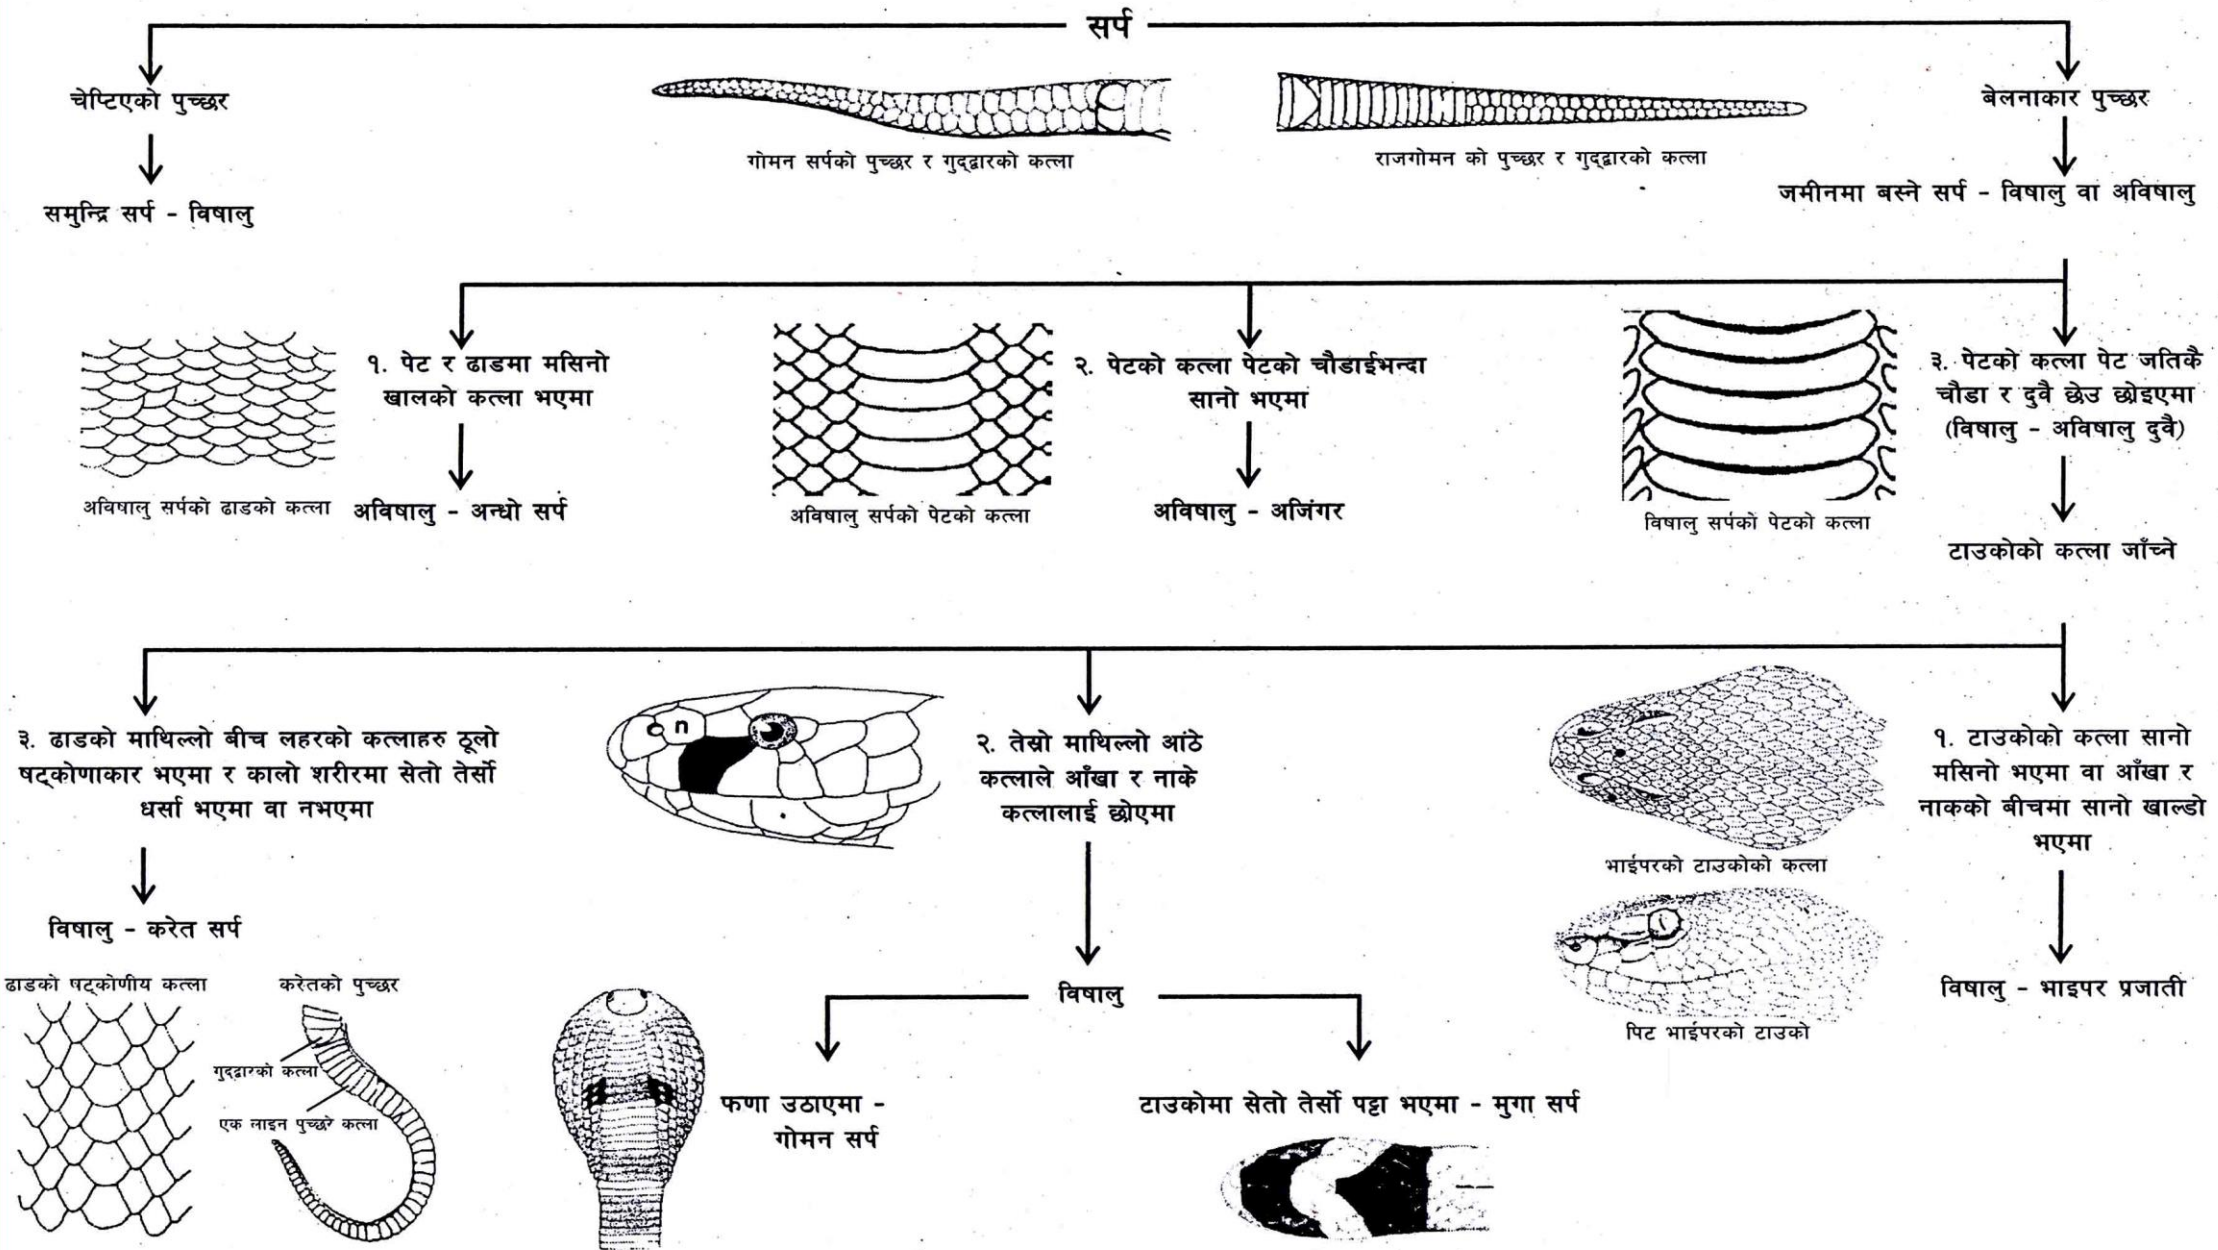 सर्प
चेप्टिएको पुच्छर
बेलनाकार पुच्छर
गोमन सर्पको पुच्छर र गुद्द्वारको कत्ला
राजगोमन को पुच्छर र गुद्द्वारको कत्ला
समुन्द्रि सर्प - विषालु
जमीनमा बस्ने सर्प - विषालु वा अविषालु
१. पेट र ढाडमा मसिनो
खालको कत्ला भएमा
२. पेटको कत्ला पेटको चौडाईभन्दा
सानो भएमा
३. पेटको कत्ला पेट जतिकै
चौडा र दुवै छेउ छोइएमा
(विषालु - अविषालु दुवै)
अविषालु सर्पको ढाडको कत्ला
अविषालु - अन्धो सर्प
अविषालु सर्पको पेटको कत्ला
अविषालु - अजिंगर
विषालु सर्पको पेटको कत्ला
टाउकोको कत्ला जाँच्ने
३. ढाडको माथिल्लो बीच लहरको कत्लाहरु ठूलो
षट्कोणाकार भएमा र कालो शरीरमा सेतो तेर्सो
धर्सा भएमा वा नभएमा
n
२. तेस्रो माथिल्लो आंठे
कत्लाले आँखा र नाके
कत्लालाई छोएमा
१. टाउकोको कत्ला सानो
मसिनो भएमा वा आँखा र
नाकको बीचमा सानो खाल्डो
भएमा
भाईपरको टाउकोको कत्ला
विषालु - करेत सर्प
ढाडको षट्कोणीय कत्ला
करेतको पुच्छर
विषालु
विषालु - भाइपर प्रजाती
पिट भाईपरको टाउको
गुद्द्वारको कत्ला
एक लाइन पुच्छरे कत्ला
फणा उठाएमा -
गोमन सर्प
टाउकोमा सेतो तेर्सो पट्टा भएमा - मुगा सर्प